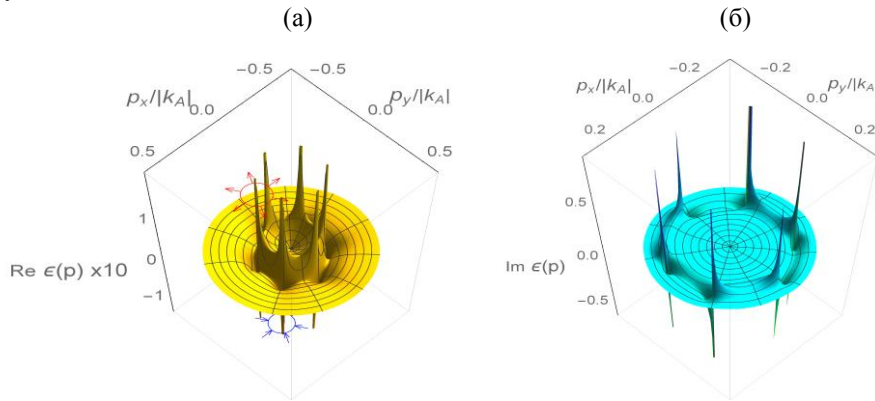 (а) (б)
−0.5 −0.5
p_x/|k_A| p_y/|k_A|
0.0 0.0
0.5 0.5
1
0
−1
Re ϵ(p) x10
−0.2 −0.2
p_x/|k_A| p_y/|k_A
0.0 0.0
0.2 0.2
0.5
0.0
−0.5
Im ϵ(p)